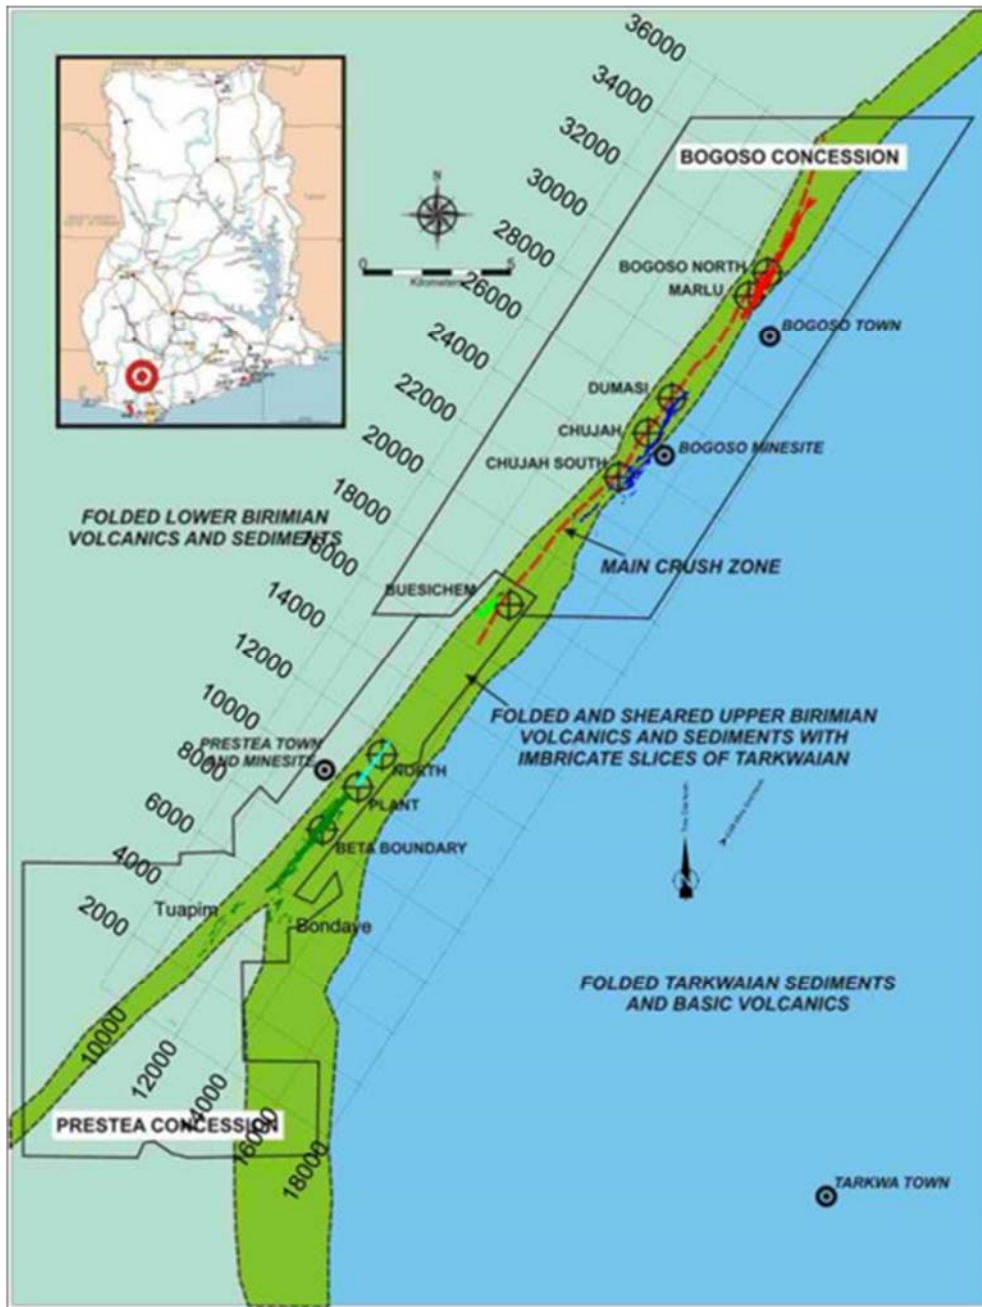 36000
34000
32000
30000
28000
26000
24000
22000
20000
18000
16000
14000
12000
10000
8000
6000
4000
2000
BOGOSO CONCESSION
N
0
5
Kilometers
BOGOSO NORTH
MARLU
BOGOSO TOWN
DUMASI
CHUJAH
BOGOSO MINESITE
CHUJAH SOUTH
FOLDED LOWER BIRIMIAN
VOLCANICS AND SEDIMENTS
MAIN CRUSH ZONE
BUESICHEM
FOLDED AND SHEARED UPPER BIRIMIAN
VOLCANICS AND SEDIMENTS WITH
IMBRICATE SLICES OF TARKWAIAN
PRESTEA TOWN
AND MINESITE
NORTH
PLANT
BETA BOUNDARY
Tuapim
Bondaye
FOLDED TARKWAIAN SEDIMENTS
AND BASIC VOLCANICS
10000
12000
14000
16000
18000
PRESTEA CONCESSION
TARKWA TOWN